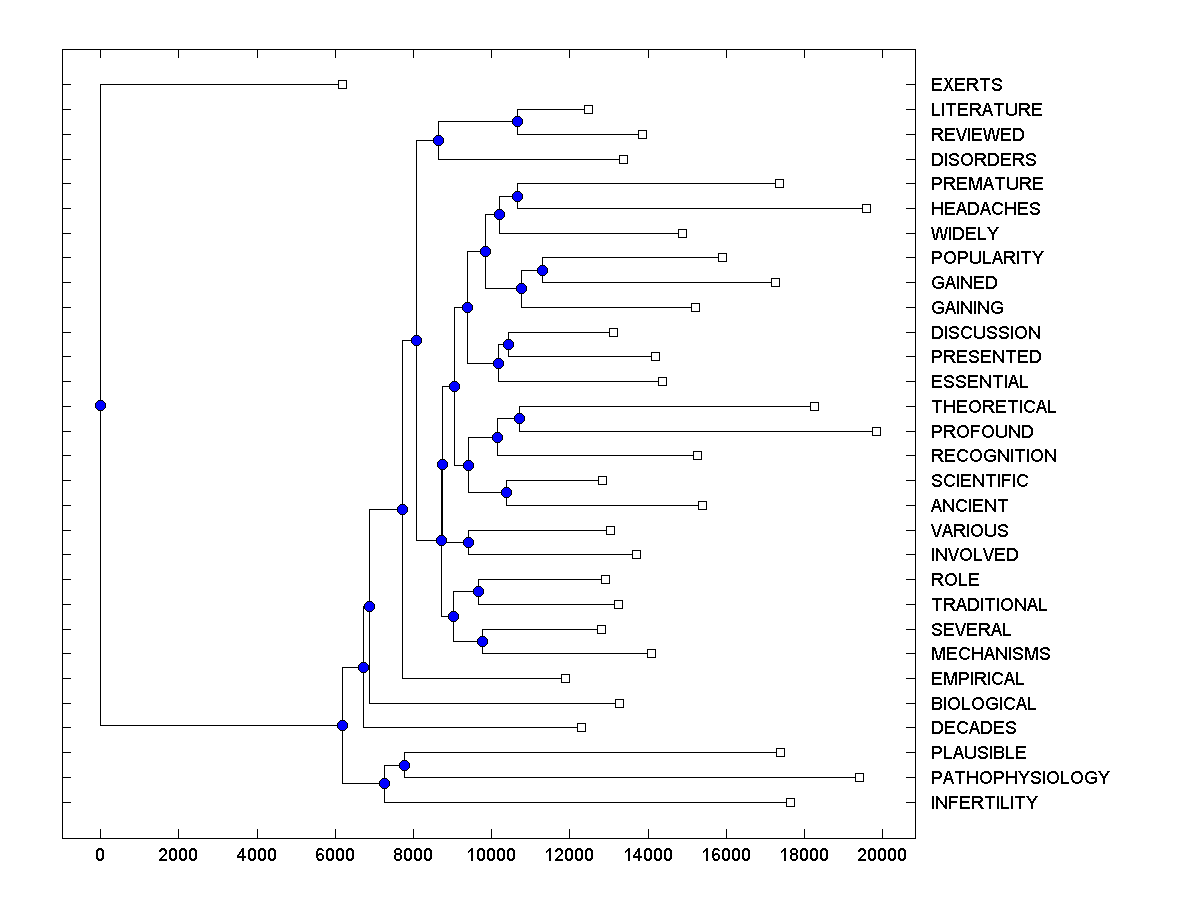 EXERTS
LITERATURE
REVIEWED
DISORDERS
PREMATURE
HEADACHES
WIDELY
POPULARITY
GAINED
GAINING
DISCUSSION
PRESENTED
ESSENTIAL
THEORETICAL
PROFOUND
RECOGNITION
SCIENTIFIC
ANCIENT
VARIOUS
INVOLVED
ROLE
TRADITIONAL
SEVERAL
MECHANISMS
EMPIRICAL
BIOLOGICAL
DECADES
PLAUSIBLE
PATHOPHYSIOLOGY
INFERTILITY
0 2000 4000 6000 8000 10000 12000 14000 16000 18000 20000